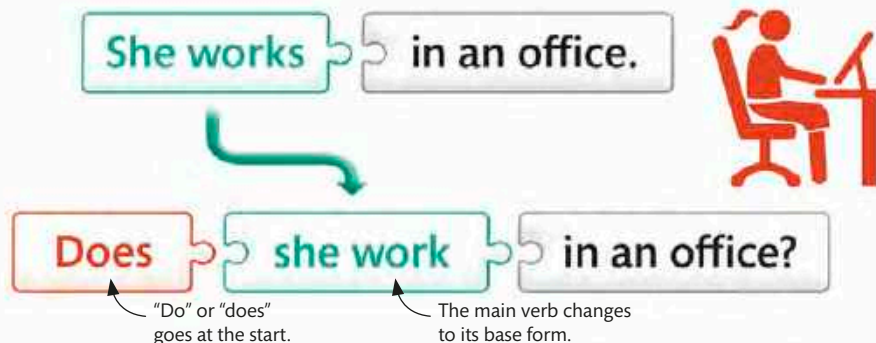 She works in an office.
Does she work in an office?
"Do" or "does"
goes at the start.
The main verb changes
to its base form.